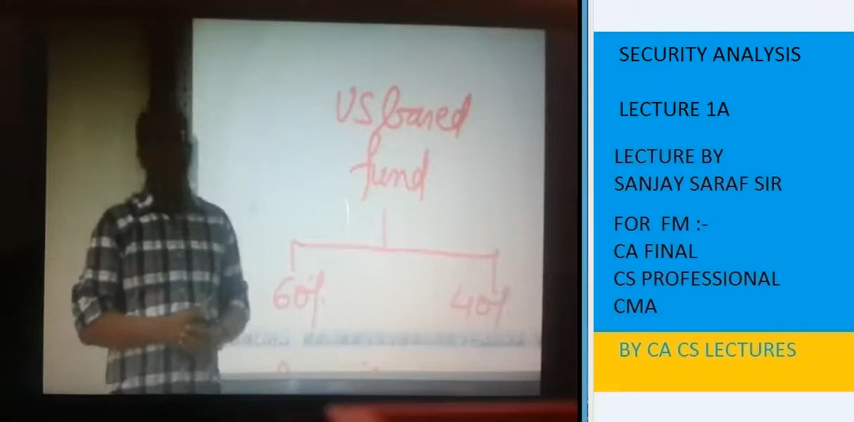 US based
fund
60%
40%
SECURITY ANALYSIS
LECTURE 1A
LECTURE BY
SANJAY SARAF SIR
FOR FM :-
CA FINAL
CS PROFESSIONAL
CMA
BY CA CS LECTURES